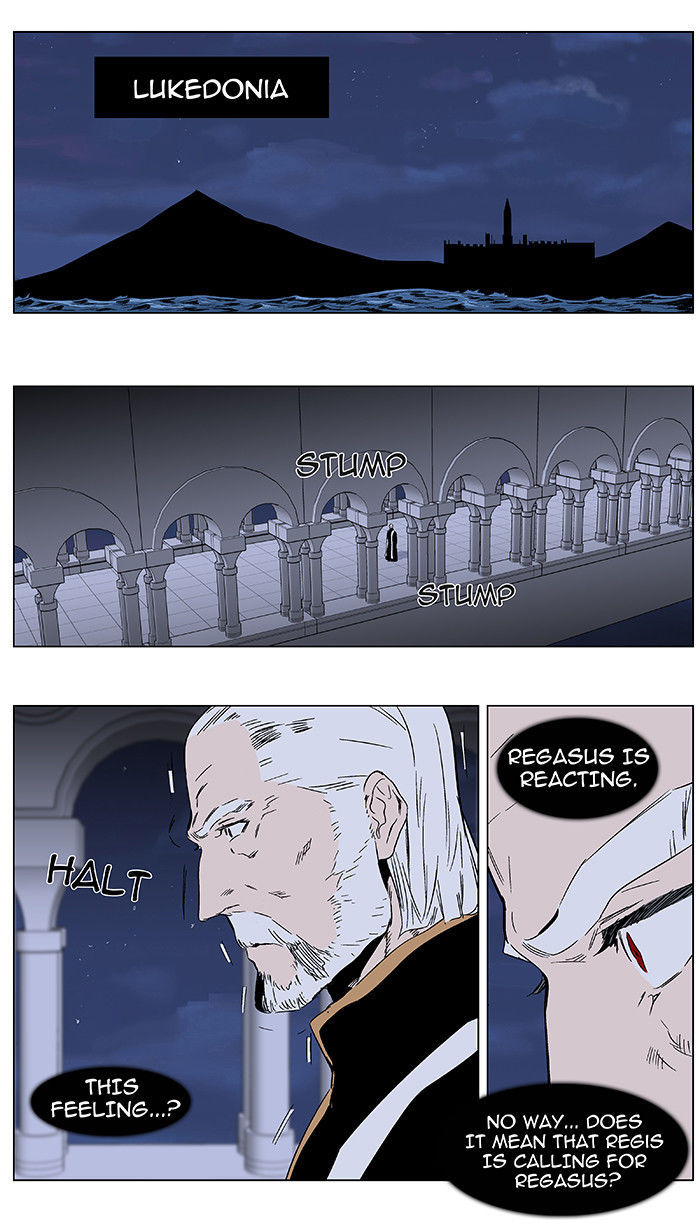 LUKEDONIA
STUMP
STUMP
HALT
THIS
FEELING...?
REGASUS IS
REACTING.
NO WAY... DOES
IT MEAN THAT REGIS
IS CALLING FOR
REGASUS?